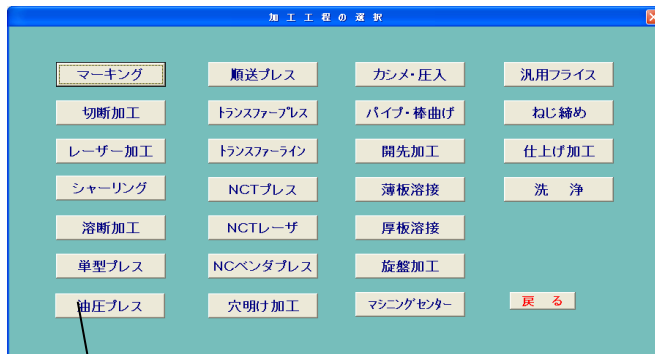 加工工程の選択
マーキング 順送プレス カシメ・圧入 汎用フライス
切断加工 トランスファープレス パイプ・棒曲げ ねじ締め
レーザー加工 トランスファーライン 開先加工 仕上げ加工
シャーリング NCTプレス 薄板溶接 洗 浄
溶断加工 NCTレーザ 厚板溶接
単型プレス NCベンダプレス 旋盤加工
油圧プレス 穴明け加工 マシニングセンター 戻 る